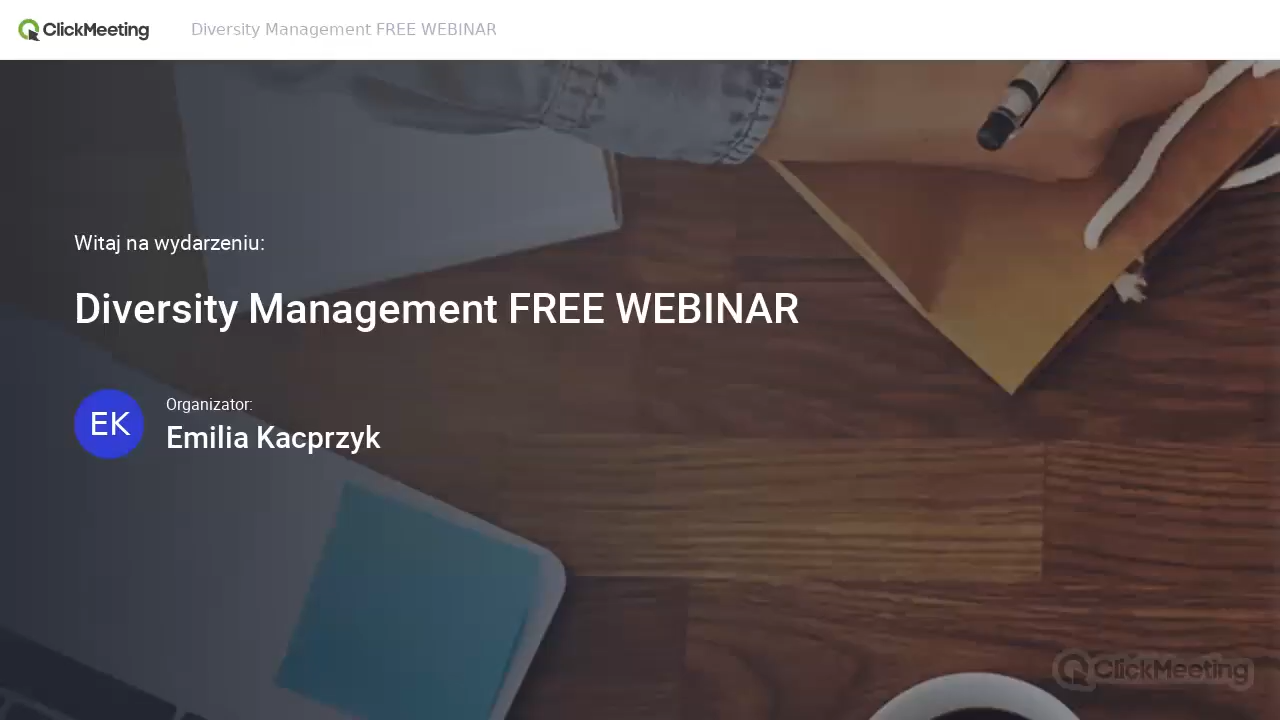 ClickMeeting Diversity Management FREE WEBINAR
Witaj na wydarzeniu:
Diversity Management FREE WEBINAR
EK
Organizator:
Emilia Kacprzyk
ClickMeeting